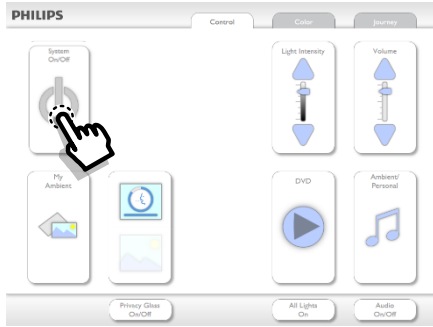 PHILIPS
Control
Color
Journey
System
On/Off
Light Intensity
Volume
My
Ambient
DVD
Ambient/
Personal
Privacy Glass
On/Off
All Lights
On
Audio
On/Off